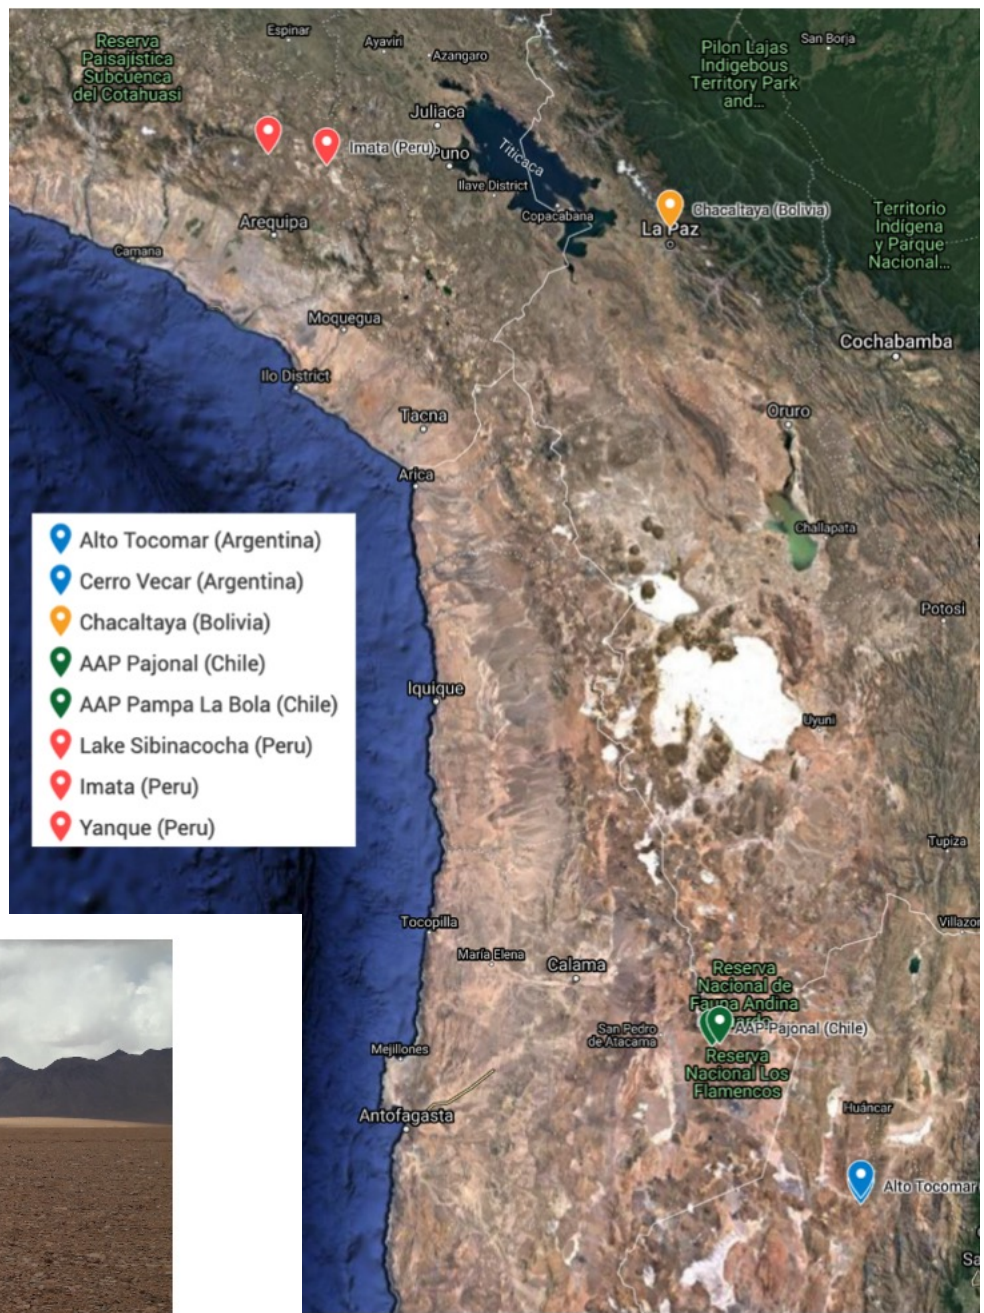 Espinar
Reserva
Paisajística
Subcuenca
del Cotahuasi
Ayaviri
Azangaro
Pilon Lajas
Indigebous
Territory Park
and...
San Borja
Juliaca
Imata (Peru)
Puno
Titicaca
Ilave District
Copacabana
Chacaltaya (Bolivia)
La Paz
Territorio
Indígena
y Parque
Nacional...
Arequipa
Camana
Moquegua
Cochabamba
Ilo District
Tacna
Oruro
Arica
Challapata
Alto Tocomar (Argentina)
Cerro Vecar (Argentina)
Chacaltaya (Bolivia)
AAP Pajonal (Chile)
AAP Pampa La Bola (Chile)
Lake Sibinacocha (Peru)
Imata (Peru)
Yanque (Peru)
Potosi
Iquique
Uyuni
Tupiza
Tocopilla
Villazon
María Elena
Calama
Reserva
Nacional de
Fauna Andina
San Pedro
de Atacama
AAP Pajonal (Chile)
Reserva
Nacional Los
Flamencos
Mejillones
Antofagasta
Huáncar
Alto Tocomar
Sa